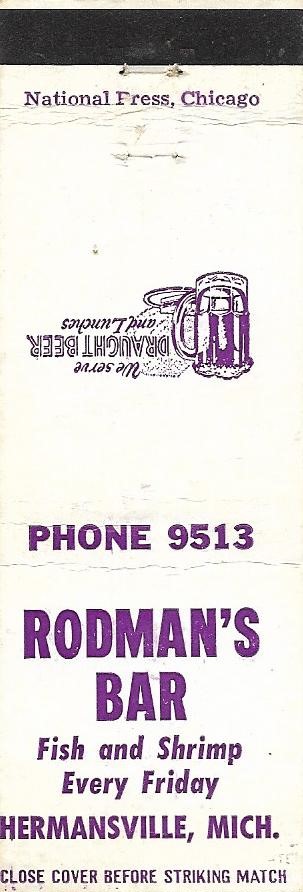 National Press, Chicago
We serve
DRAUGHT BEER
and Lunches
PHONE 9513
RODMAN'S
BAR
Fish and Shrimp
Every Friday
HERMANSVILLE, MICH.
CLOSE COVER BEFORE STRIKING MATCH